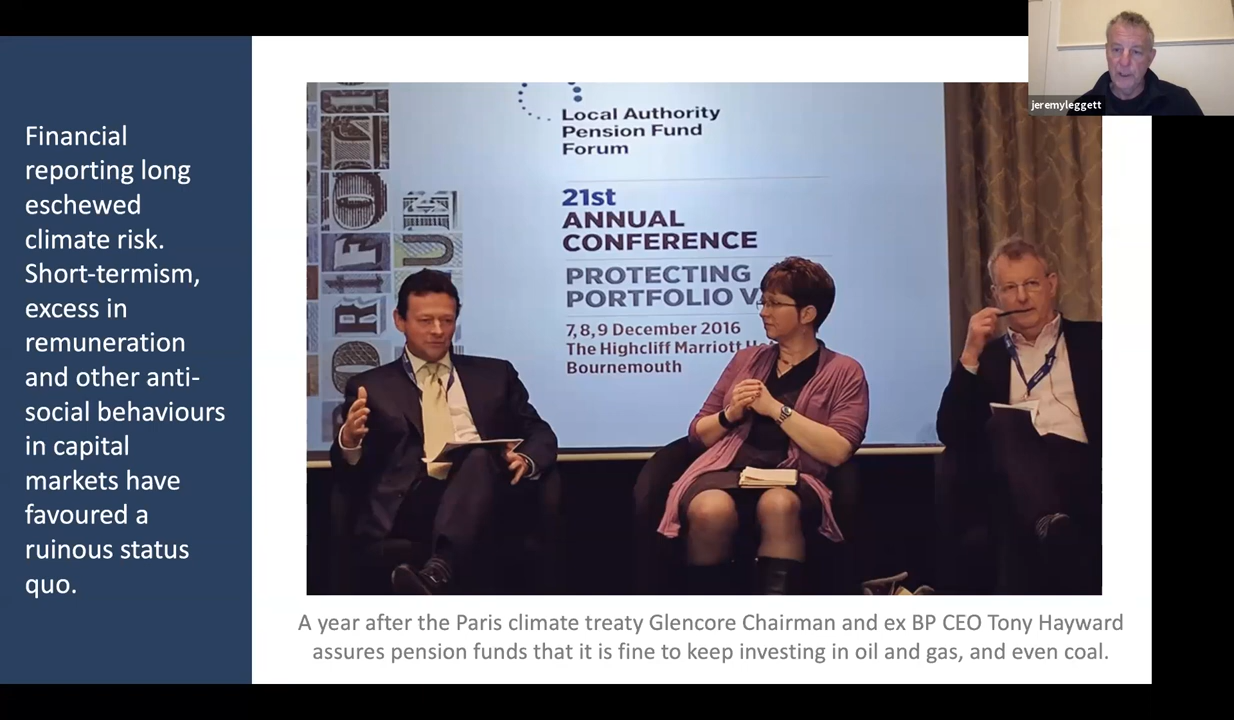 Financial
reporting long
eschewed
climate risk.
Short-termism,
excess in
remuneration
and other anti-
social behaviours
in capital
markets have
favoured a
ruinous status
quo.
Local Authority
Pension Fund
Forum
21st
ANNUAL
CONFERENCE
PROTECTING
PORTFOLIO
7, 8, 9 December 2016
The Highcliff Marriott
Bournemouth
jeremyleggett
A year after the Paris climate treaty Glencore Chairman and ex BP CEO Tony Hayward
assures pension funds that it is fine to keep investing in oil and gas, and even coal.